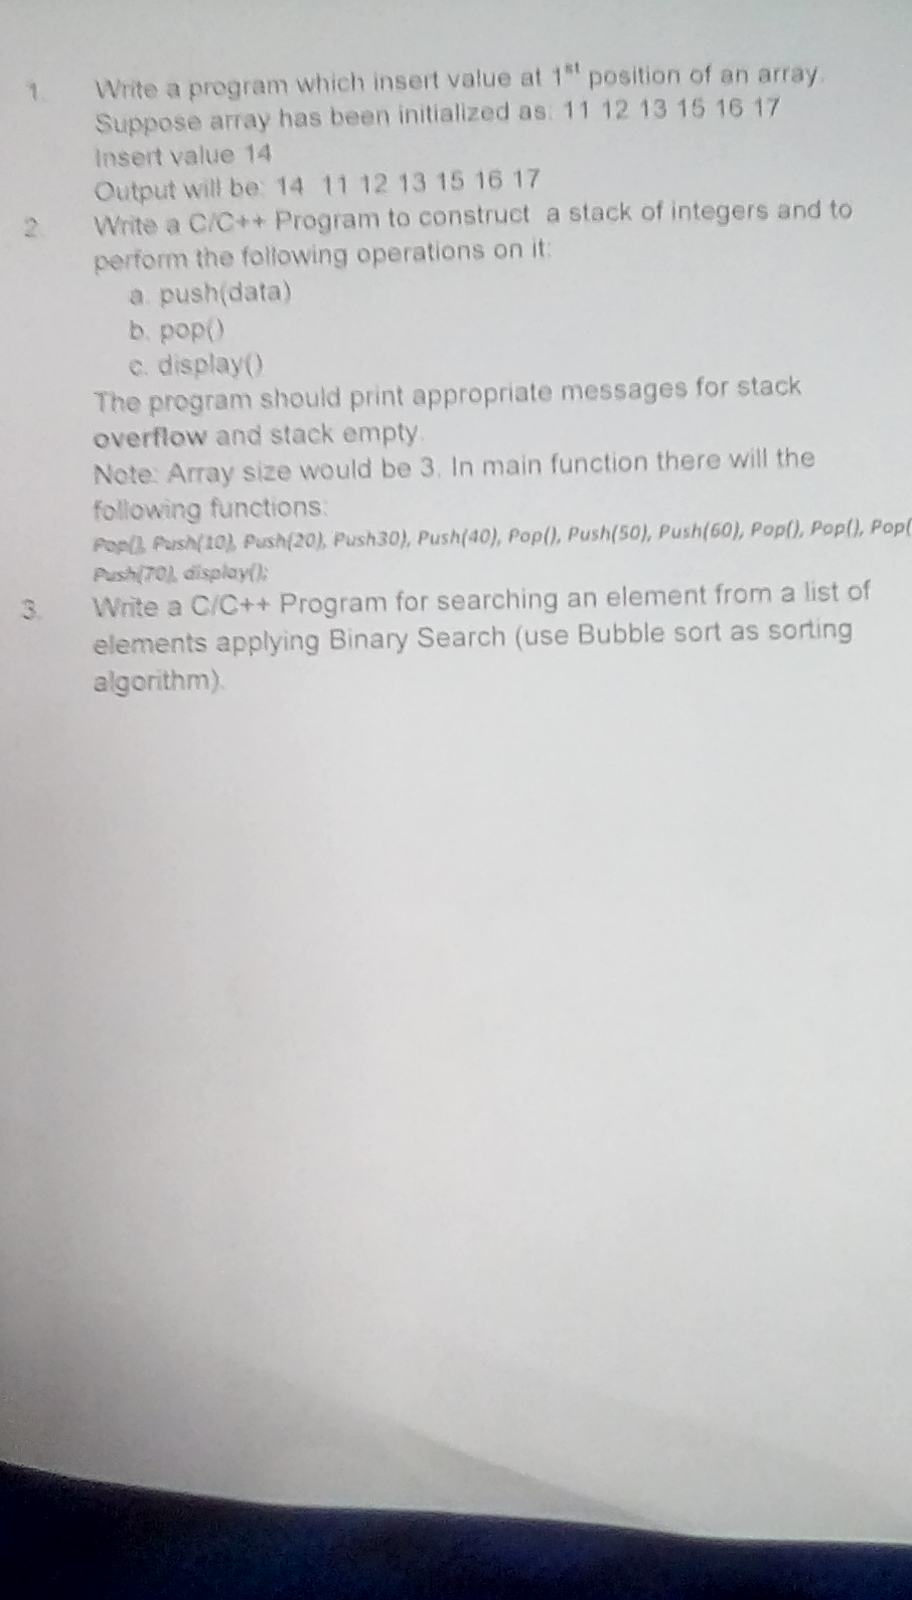 1. Write a program which insert value at 1st position of an array.
Suppose array has been initialized as: 11 12 13 15 16 17
Insert value 14
Output will be: 14 11 12 13 15 16 17
2. Write a C/C++ Program to construct a stack of integers and to
perform the following operations on it:
a. push(data)
b. pop()
c. display()
The program should print appropriate messages for stack
overflow and stack empty.
Note: Array size would be 3. In main function there will the
following functions:
Pop(), Push(10), Push(20), Push30), Push(40), Pop(), Push(50), Push(60), Pop(), Pop(), Pop(
Push(70), display();
3. Write a C/C++ Program for searching an element from a list of
elements applying Binary Search (use Bubble sort as sorting
algorithm).